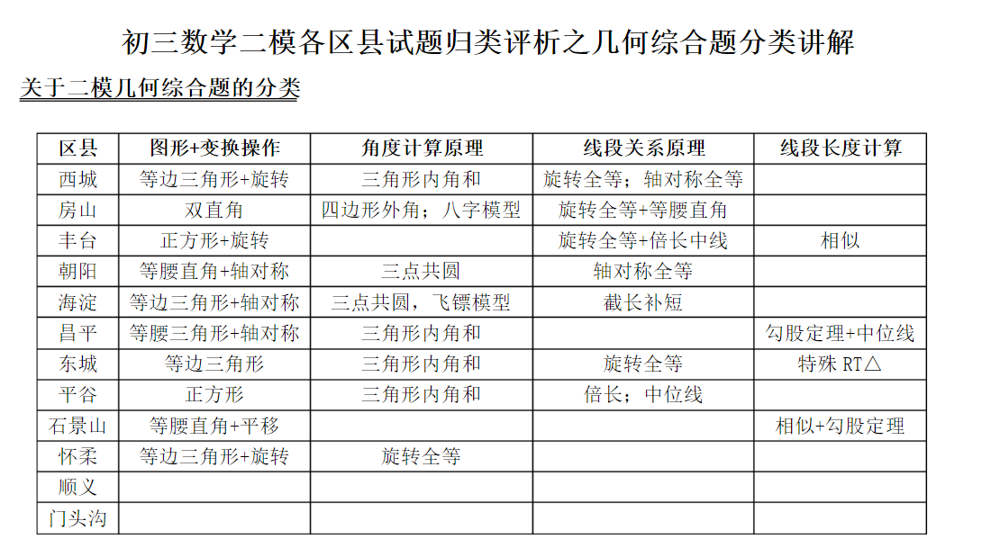 初三数学二模各区县试题归类评析之几何综合题分类讲解
关于二模几何综合题的分类
区县 图形+变换操作 角度计算原理 线段关系原理 线段长度计算
西城 等边三角形+旋转 三角形内角和 旋转全等；轴对称全等
房山 双直角 四边形外角；八字模型 旋转全等+等腰直角
丰台 正方形+旋转 旋转全等+倍长中线 相似
朝阳 等腰直角+轴对称 三点共圆 轴对称全等
海淀 等边三角形+轴对称 三点共圆，飞镖模型 截长补短
昌平 等腰三角形+轴对称 三角形内角和 勾股定理+中位线
东城 等边三角形 三角形内角和 旋转全等 特殊 RT△
平谷 正方形 三角形内角和 倍长；中位线
石景山 等腰直角+平移 相似+勾股定理
怀柔 等边三角形+旋转 旋转全等
顺义
门头沟